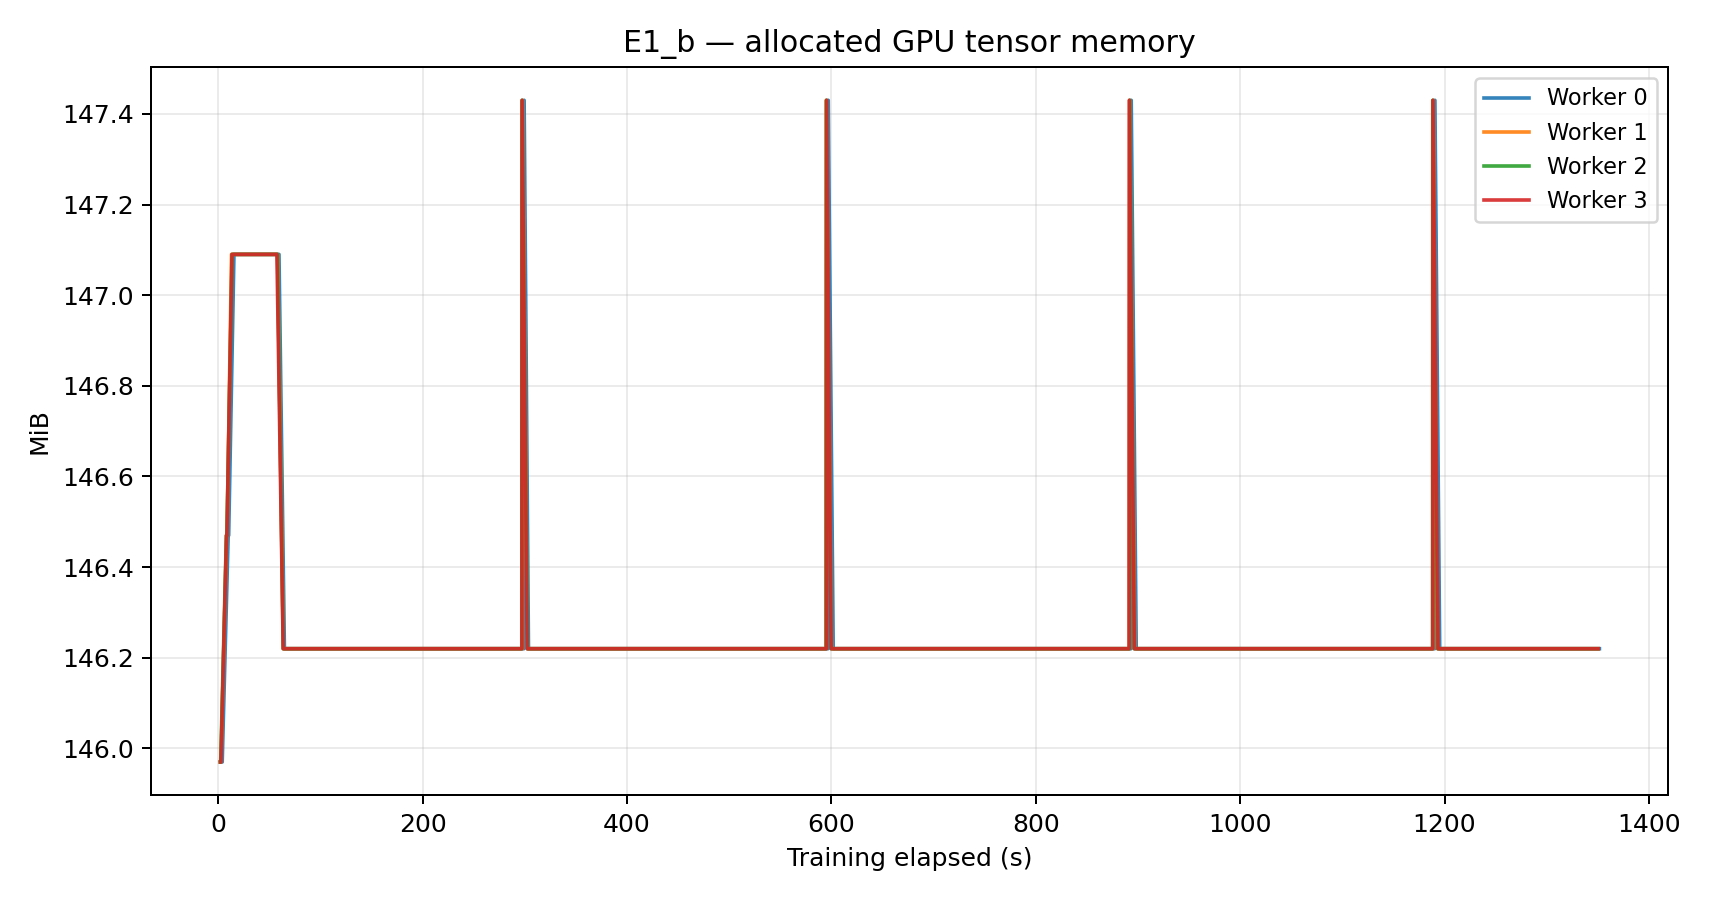 E1_b — allocated GPU tensor memory
Worker 0
Worker 1
Worker 2
Worker 3
147.4
147.2
147.0
146.8
146.6
146.4
146.2
146.0
MiB
0 200 400 600 800 1000 1200 1400
Training elapsed (s)